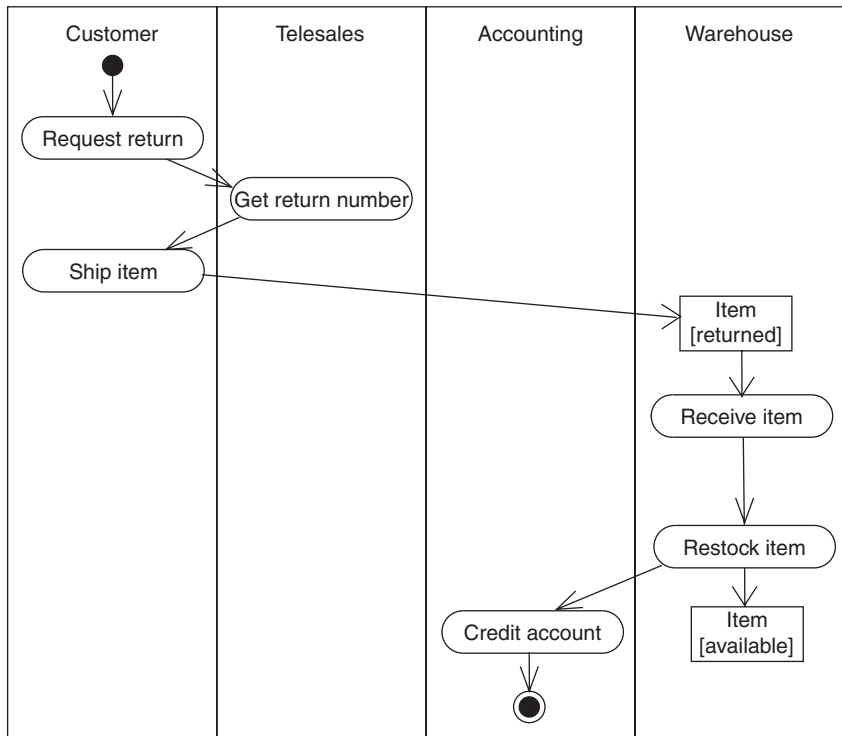 Customer
Telesales
Accounting
Warehouse
Request return
Get return number
Ship item
Item
[returned]
Receive item
Restock item
Credit account
Item
[available]